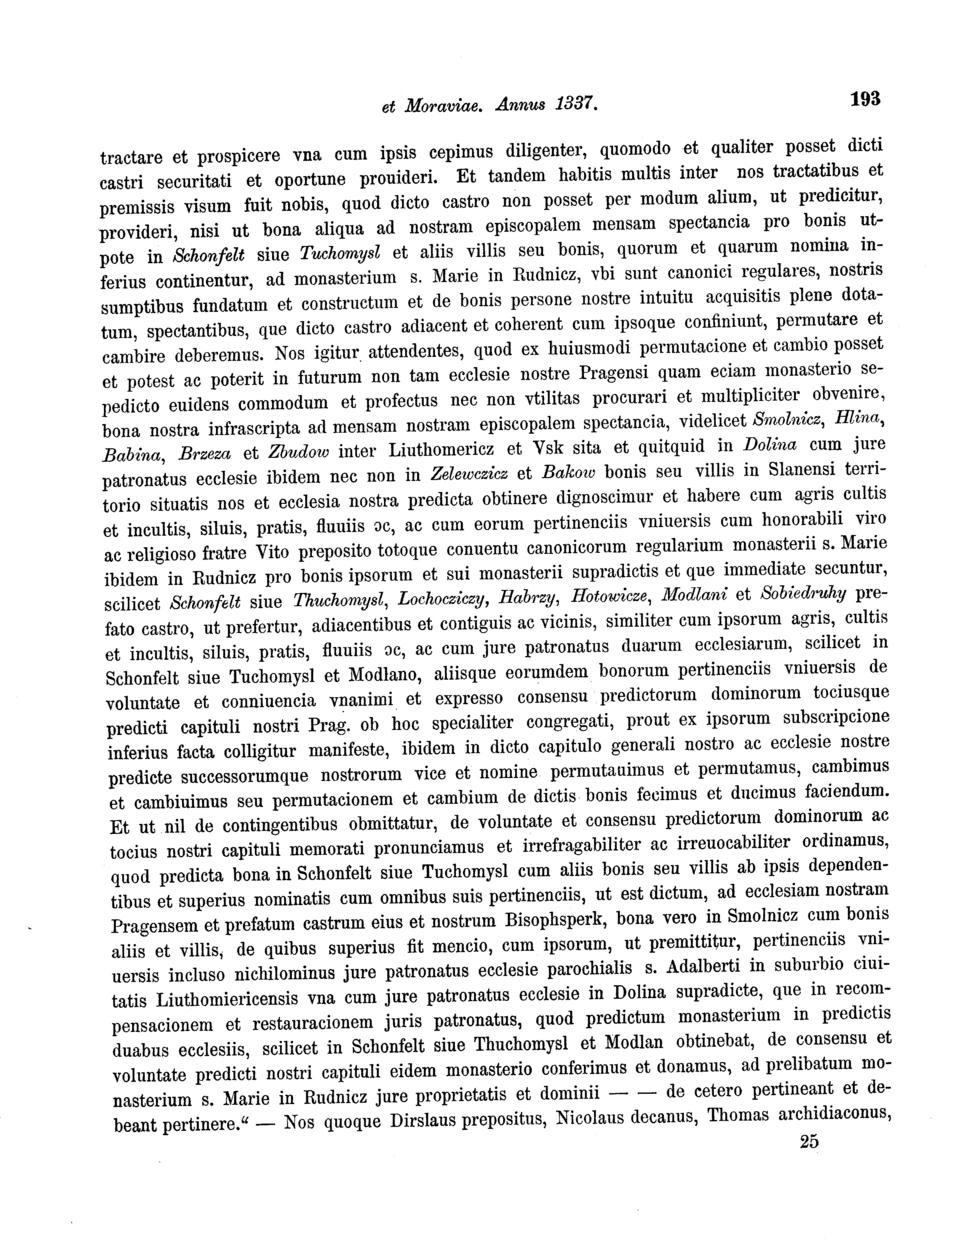 et Moraviae. Annus 1337. 193
tractare et prospicere vna cum ipsis cepimus diligenter, quomodo et qualiter posset dicti
castri securitati et oportune prouideri. Et tandem habitis multis inter nos tractatibus et
premissis visum fuit nobis, quod dicto castro non posset per modum alium, ut predicitur,
provideri, nisi ut bona aliqua ad nostram episcopalem mensam spectancia pro bonis ut-
pote in Schonfelt siue Tuchomysl et aliis villis seu bonis, quorum et quarum nomina in-
ferius continentur, ad monasterium s. Marie in Rudnicz, vbi sunt canonici regulares, nostris
sumptibus fundatum et constructum et de bonis persone nostre intuitu acquisitis plene dota-
tum, spectantibus, que dicto castro adiacent et coherent cum ipsoque confiniunt, permutare et
cambire deberemus. Nos igitur attendentes, quod ex huiusmodi permutacione et cambio posset
et potest ac poterit in futurum non tam ecclesie nostre Pragensi quam eciam monasterio se-
pedicto euidens commodum et profectus nec non vtilitas procurari et multipliciter obvenire,
bona nostra infrascripta ad mensam nostram episcopalem spectancia, videlicet Smolnicz, Hlina,
Babina, Brzeza et Zbudow inter Liuthomericz et Vsk sita et quitquid in Dolina cum jure
patronatus ecclesie ibidem nec non in Zelewczicz et Bakow bonis seu villis in Slanensi terri-
torio situatis nos et ecclesia nostra predicta obtinere dignoscimur et habere cum agris cultis
et incultis, siluis, pratis, fluuiis ɔc, ac cum eorum pertinenciis vniuersis cum honorabili viro
ac religioso fratre Vito preposito totoque conuentu canonicorum regularium monasterii s. Marie
ibidem in Rudnicz pro bonis ipsorum et sui monasterii supradictis et que immediate secuntur,
scilicet Schonfelt siue Thuchomysl, Lochocziczy, Habrzy, Hotowicze, Modlani et Sobiedruhy pre-
fato castro, ut prefertur, adiacentibus et contiguis ac vicinis, similiter cum ipsorum agris, cultis
et incultis, siluis, pratis, fluuiis ɔc, ac cum jure patronatus duarum ecclesiarum, scilicet in
Schonfelt siue Tuchomysl et Modlano, aliisque eorumdem bonorum pertinenciis vniuersis de
voluntate et conniuencia vnanimi et expresso consensu predictorum dominorum tociusque
predicti capituli nostri Prag. ob hoc specialiter congregati, prout ex ipsorum subscripcione
inferius facta colligitur manifeste, ibidem in dicto capitulo generali nostro ac ecclesie nostre
predicte successorumque nostrorum vice et nomine permutauimus et permutamus, cambimus
et cambiuimus seu permutacionem et cambium de dictis bonis fecimus et ducimus faciendum.
Et ut nil de contingentibus obmittatur, de voluntate et consensu predictorum dominorum ac
tocius nostri capituli memorati pronunciamus et irrefragabiliter ac irreuocabiliter ordinamus,
quod predicta bona in Schonfelt siue Tuchomysl cum aliis bonis seu villis ab ipsis dependen-
tibus et superius nominatis cum omnibus suis pertinenciis, ut est dictum, ad ecclesiam nostram
Pragensem et prefatum castrum eius et nostrum Bisophsperk, bona vero in Smolnicz cum bonis
aliis et villis, de quibus superius fit mencio, cum ipsorum, ut premittitur, pertinenciis vni-
uersis incluso nichilominus jure patronatus ecclesie parochialis s. Adalberti in suburbio ciui-
tatis Liuthomiericensis vna cum jure patronatus ecclesie in Dolina supradicte, que in recom-
pensacionem et restauracionem juris patronatus, quod predictum monasterium in predictis
duabus ecclesiis, scilicet in Schonfelt siue Thuchomysl et Modlan obtinebat, de consensu et
voluntate predicti nostri capituli eidem monasterio conferimus et donamus, ad prelibatum mo-
nasterium s. Marie in Rudnicz jure proprietatis et dominii — — de cetero pertineant et de-
beant pertinere.“ — Nos quoque Dirslaus prepositus, Nicolaus decanus, Thomas archidiaconus,
25